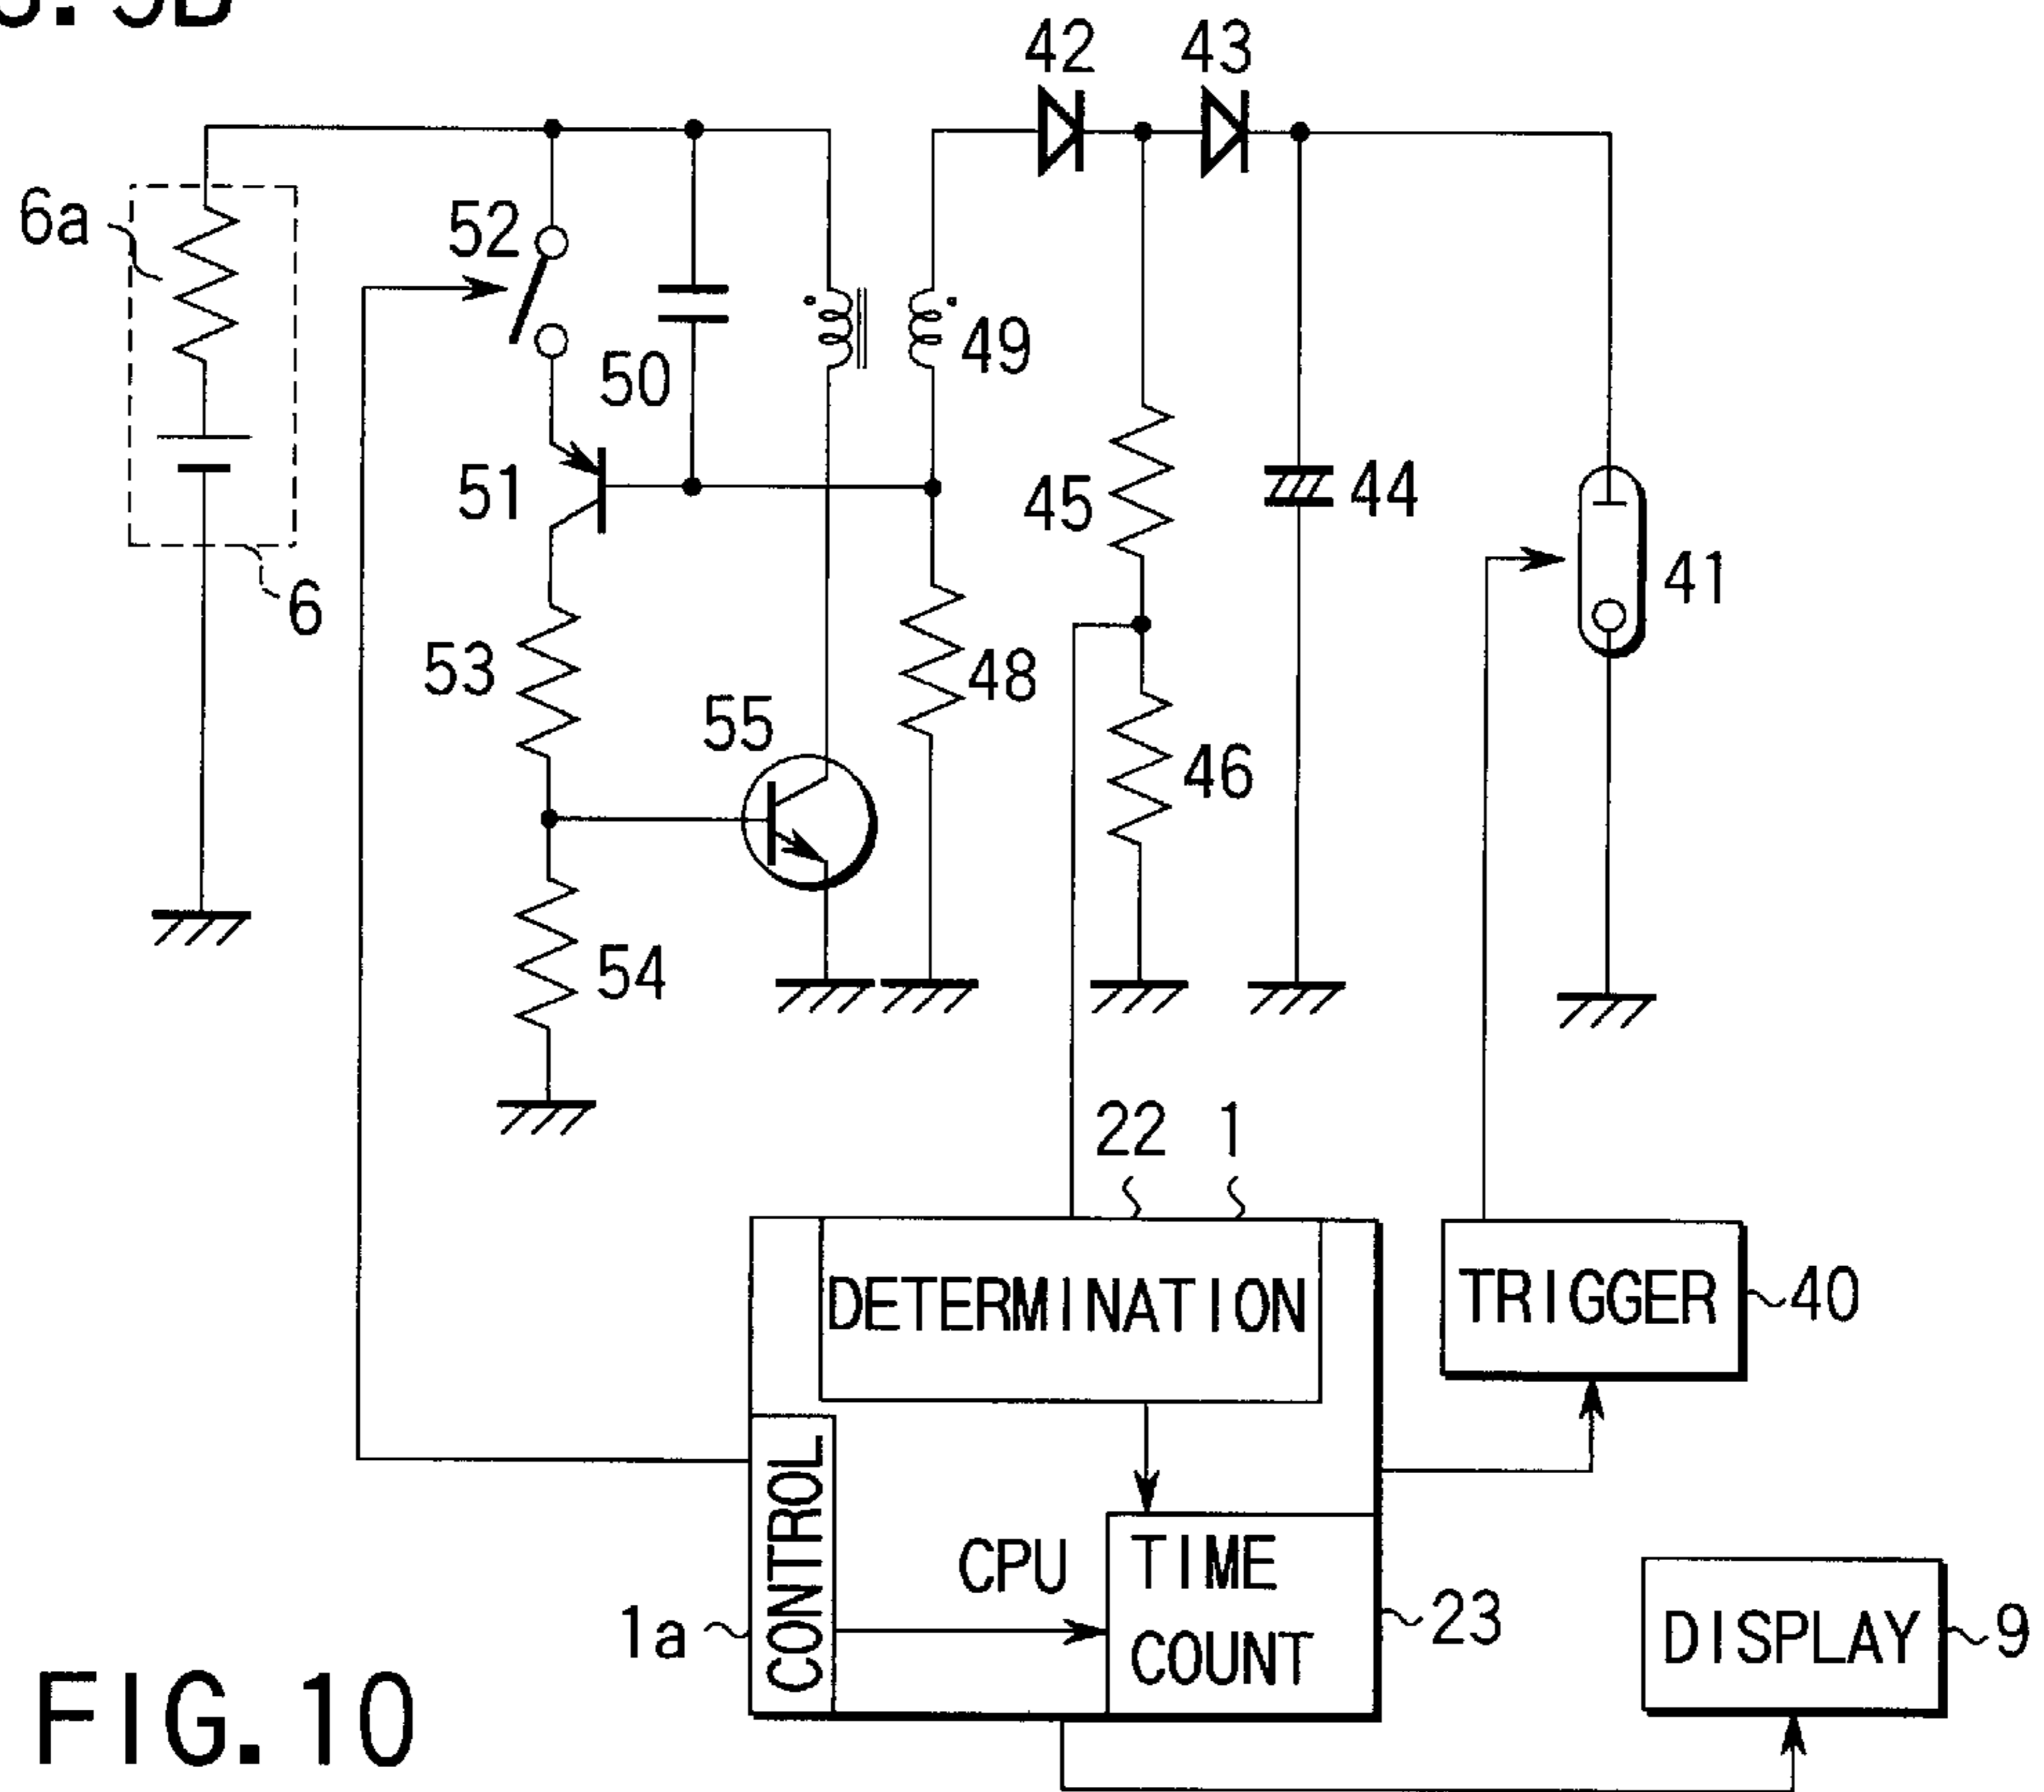 42 43
6a
52
49
50
51
45
44
6
41
53
48
55
46
54
22 1
DETERMINATION
TRIGGER
40
CONTROL
CPU
TIME
COUNT
1a
23
DISPLAY
9
FIG.10